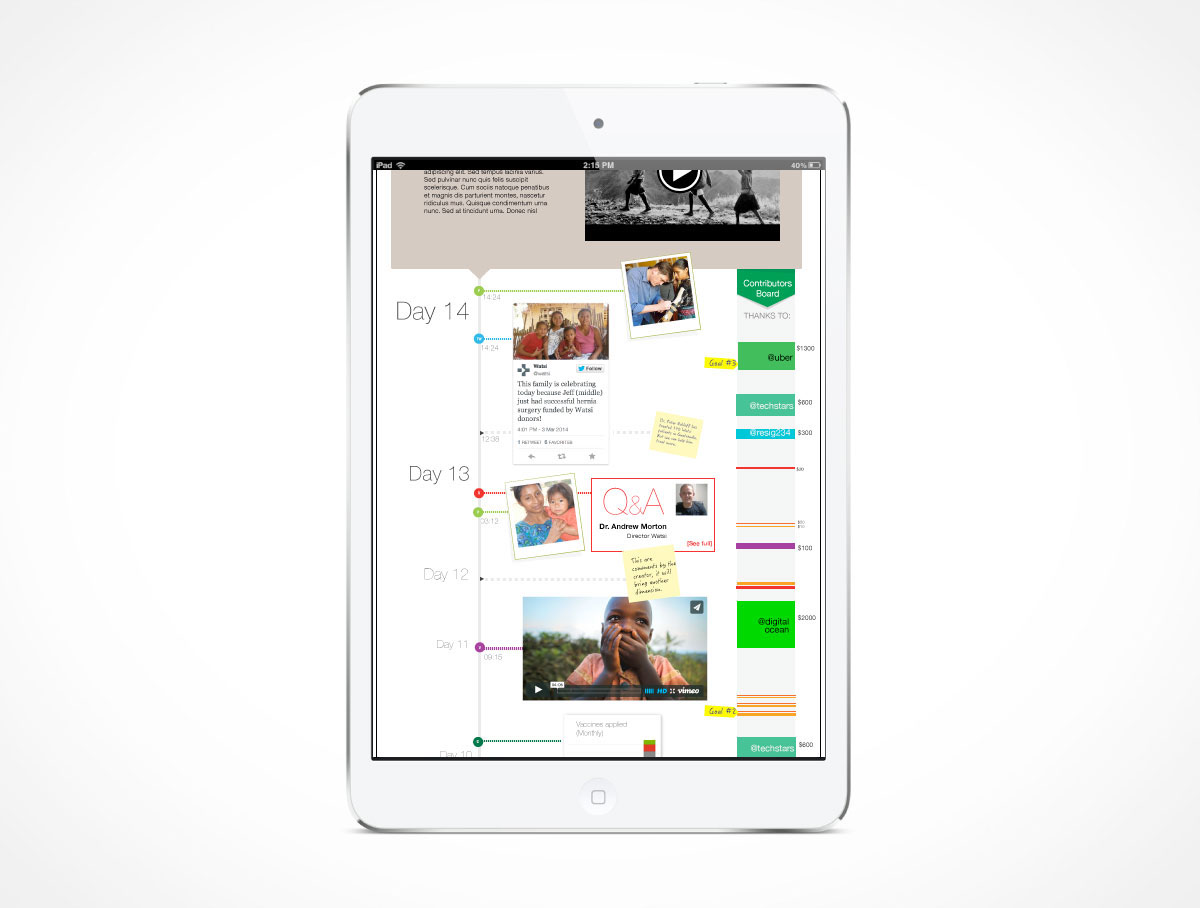 iPad
2:15 PM
40%
adipiscing elit. Sed tempus lacinia varius.
Sed pulvinar nunc quis felis suscipit
scelerisque. Cum sociis natoque penatibus
et magnis dis parturient montes, nascetur
ridiculus mus. Quisque condimentum urna
nunc. Sed at tincidunt urna. Donec nisl
Contributors
Board
THANKS TO:
14:24
Day 14
14:24
$1300
@uber
Goal #3
Watsi
@watsi
Follow
This family is celebrating
today because Jeff (middle)
just had successful hernia
surgery funded by Watsi
donors!
4:01 PM - 3 Mar 2014
1 RETWEET 6 FAVORITES
@techstars
$600
@resig234
$300
12:38
Day 13
Q&A
Dr. Andrew Morton
Director Watsi
[See full]
03:12
$100
This are
comments by the
creator, it will
bring another
dimension.
Day 12
@digital
ocean
$2000
Day 11
09:15
HD
vimeo
Goal #2
Vaccines applied
(Monthly)
@techstars
$600
Day 10